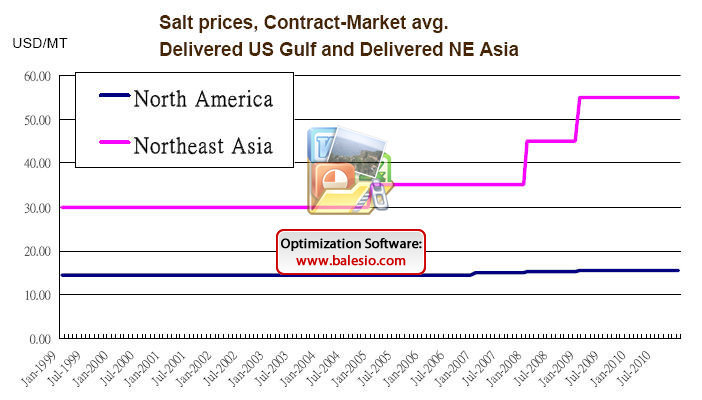 Salt prices, Contract-Market avg.
Delivered US Gulf and Delivered NE Asia
USD/MT
60.00
50.00
40.00
30.00
20.00
10.00
0.00
North America
Northeast Asia
Optimization Software:
www.balesio.com
Jan-1999
Jul-1999
Jan-2000
Jul-2000
Jan-2001
Jul-2001
Jan-2002
Jul-2002
Jan-2003
Jul-2003
Jan-2004
Jul-2004
Jan-2005
Jul-2005
Jan-2006
Jul-2006
Jan-2007
Jul-2007
Jan-2008
Jul-2008
Jan-2009
Jul-2009
Jan-2010
Jul-2010